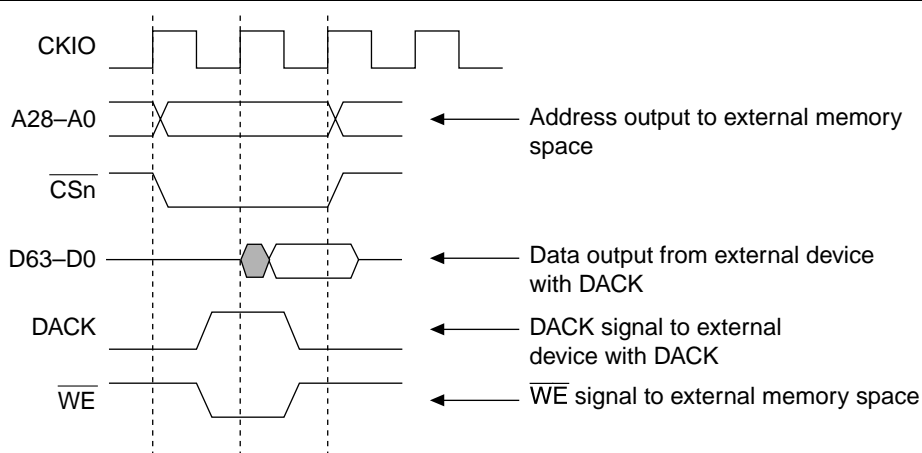 CKIO
A28–A0
Address output to external memory
space
CSn
D63–D0
Data output from external device
with DACK
DACK
DACK signal to external
device with DACK
WE
WE signal to external memory space